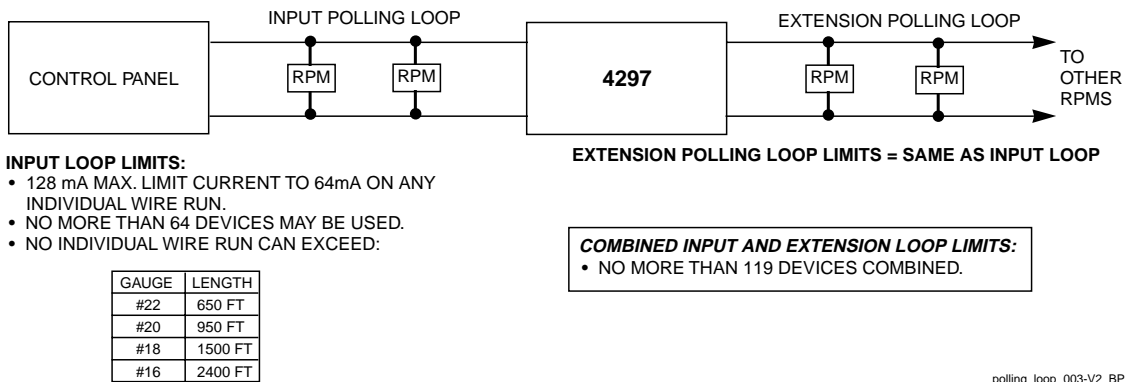 INPUT POLLING LOOP
EXTENSION POLLING LOOP
CONTROL PANEL
RPM
RPM
4297
RPM
RPM
TO
OTHER
RPMS
INPUT LOOP LIMITS:
• 128 mA MAX. LIMIT CURRENT TO 64mA ON ANY
INDIVIDUAL WIRE RUN.
• NO MORE THAN 64 DEVICES MAY BE USED.
• NO INDIVIDUAL WIRE RUN CAN EXCEED:
GAUGE LENGTH
#22 650 FT
#20 950 FT
#18 1500 FT
#16 2400 FT
EXTENSION POLLING LOOP LIMITS = SAME AS INPUT LOOP
COMBINED INPUT AND EXTENSION LOOP LIMITS:
• NO MORE THAN 119 DEVICES COMBINED.
polling_loop_003-V2_BP